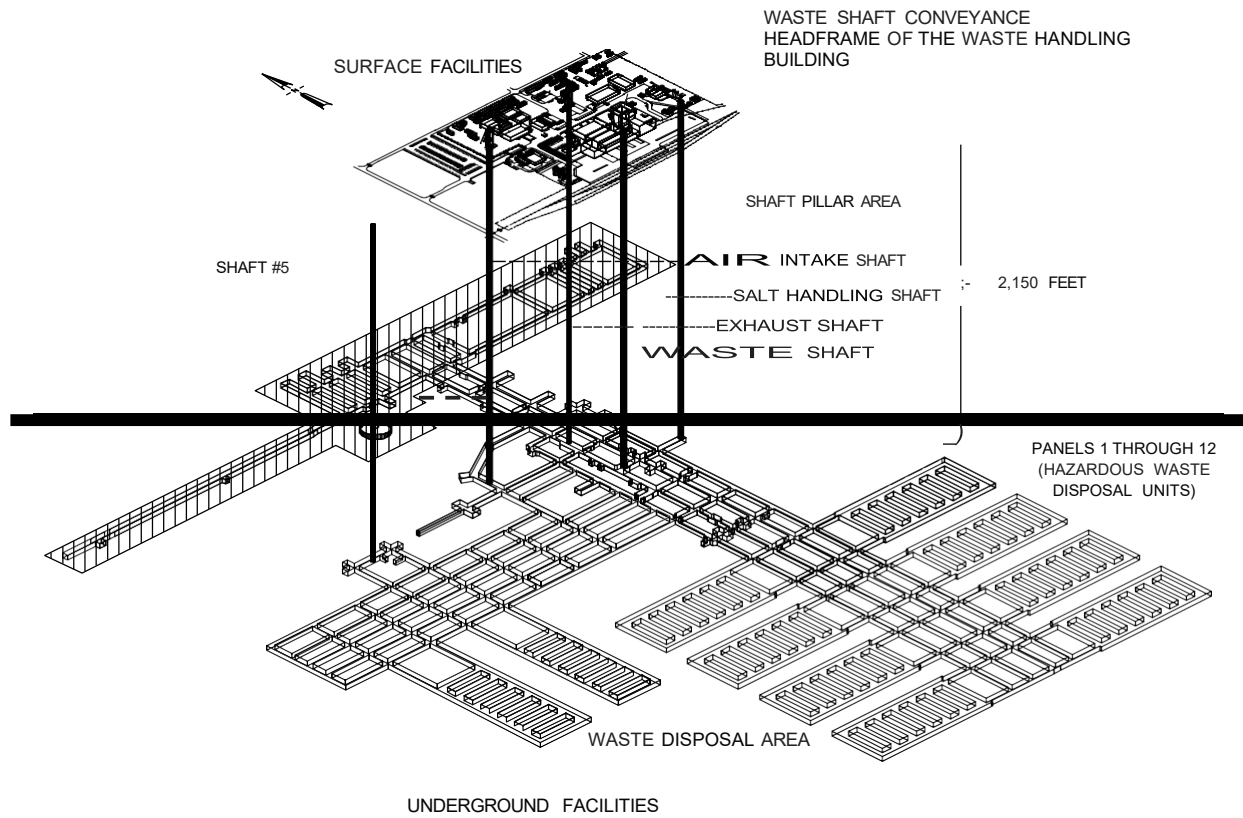 WASTE SHAFT CONVEYANCE
HEADFRAME OF THE WASTE HANDLING
BUILDING
SURFACE FACILITIES
SHAFT PILLAR AREA
SHAFT #5
AIR INTAKE SHAFT
SALT HANDLING SHAFT
;- 2,150 FEET
EXHAUST SHAFT
WASTE SHAFT
PANELS 1 THROUGH 12
(HAZARDOUS WASTE
DISPOSAL UNITS)
WASTE DISPOSAL AREA
UNDERGROUND FACILITIES